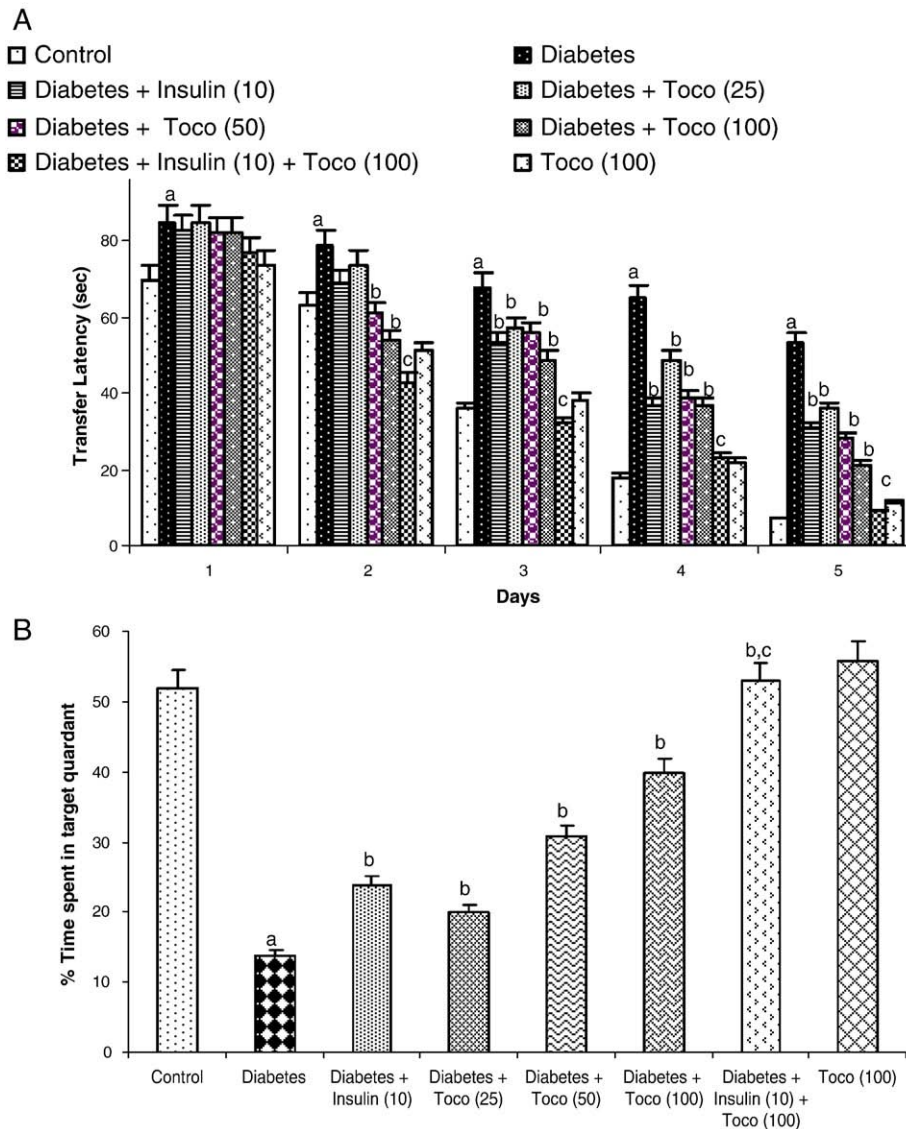 A
Control
Diabetes
Diabetes + Insulin (10)
Diabetes + Toco (25)
Diabetes + Toco (50)
Diabetes + Toco (100)
Diabetes + Insulin (10) + Toco (100)
Toco (100)
Transfer Latency (sec)
80
60
40
20
0
a
a
b
b
c
a
b
b
b
b
c
a
b
b
b
b
c
a
b
b
b
b
c
1
2
3
4
5
Days
B
% Time spent in target quardant
60
50
40
30
20
10
0
a
b
b
b
b
b,c
Control
Diabetes
Diabetes +
Insulin (10)
Diabetes +
Toco (25)
Diabetes +
Toco (50)
Diabetes +
Toco (100)
Diabetes +
Insulin (10) +
Toco (100)
Toco (100)